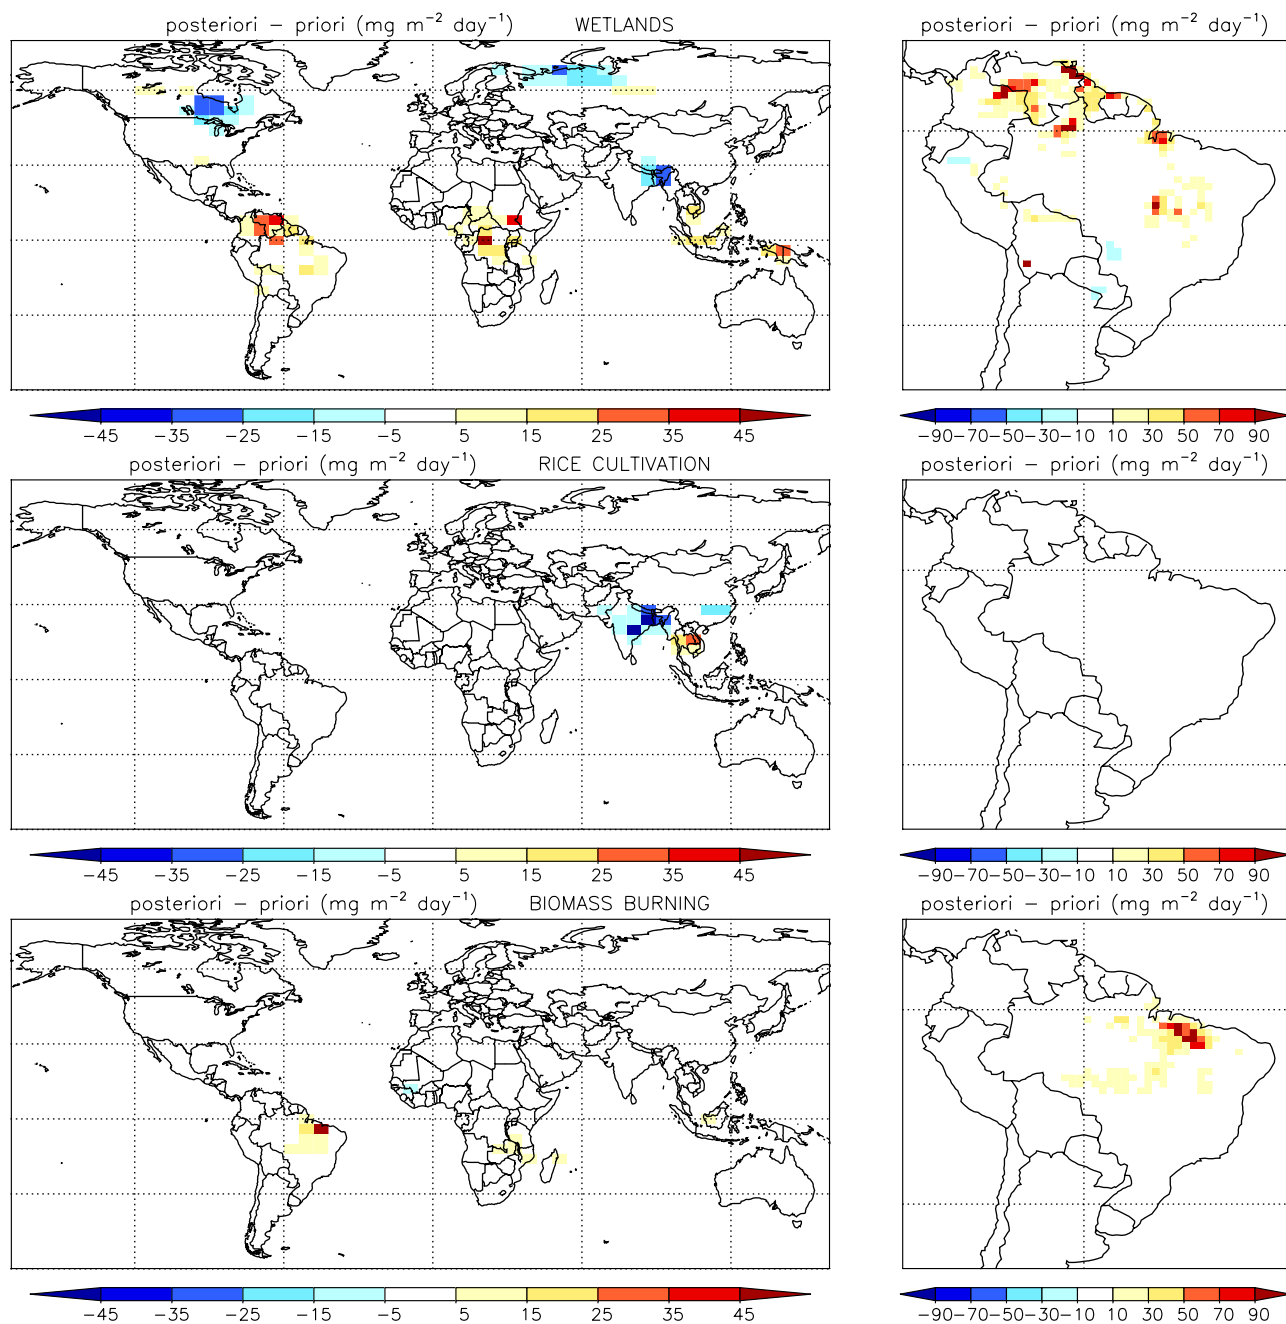 posteriori − priori (mg m⁻² day⁻¹) WETLANDS
posteriori − priori (mg m⁻² day⁻¹)
−45 −35 −25 −15 −5 5 15 25 35 45
−90 −70 −50 −30 −10 10 30 50 70 90
posteriori − priori (mg m⁻² day⁻¹) RICE CULTIVATION
posteriori − priori (mg m⁻² day⁻¹)
−45 −35 −25 −15 −5 5 15 25 35 45
−90 −70 −50 −30 −10 10 30 50 70 90
posteriori − priori (mg m⁻² day⁻¹) BIOMASS BURNING
posteriori − priori (mg m⁻² day⁻¹)
−45 −35 −25 −15 −5 5 15 25 35 45
−90 −70 −50 −30 −10 10 30 50 70 90